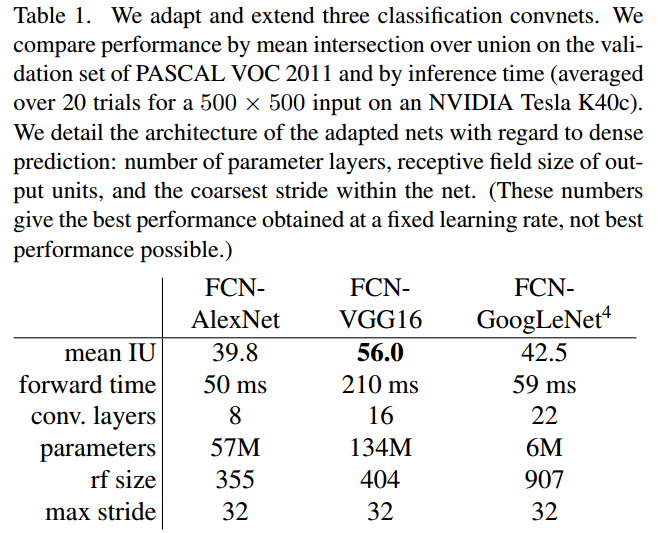 Table 1. We adapt and extend three classification convnets. We
compare performance by mean intersection over union on the vali-
dation set of PASCAL VOC 2011 and by inference time (averaged
over 20 trials for a 500 × 500 input on an NVIDIA Tesla K40c).
We detail the architecture of the adapted nets with regard to dense
prediction: number of parameter layers, receptive field size of out-
put units, and the coarsest stride within the net. (These numbers
give the best performance obtained at a fixed learning rate, not best
performance possible.)
FCN- FCN- FCN-
AlexNet VGG16 GoogLeNet⁴
mean IU 39.8 56.0 42.5
forward time 50 ms 210 ms 59 ms
conv. layers 8 16 22
parameters 57M 134M 6M
rf size 355 404 907
max stride 32 32 32